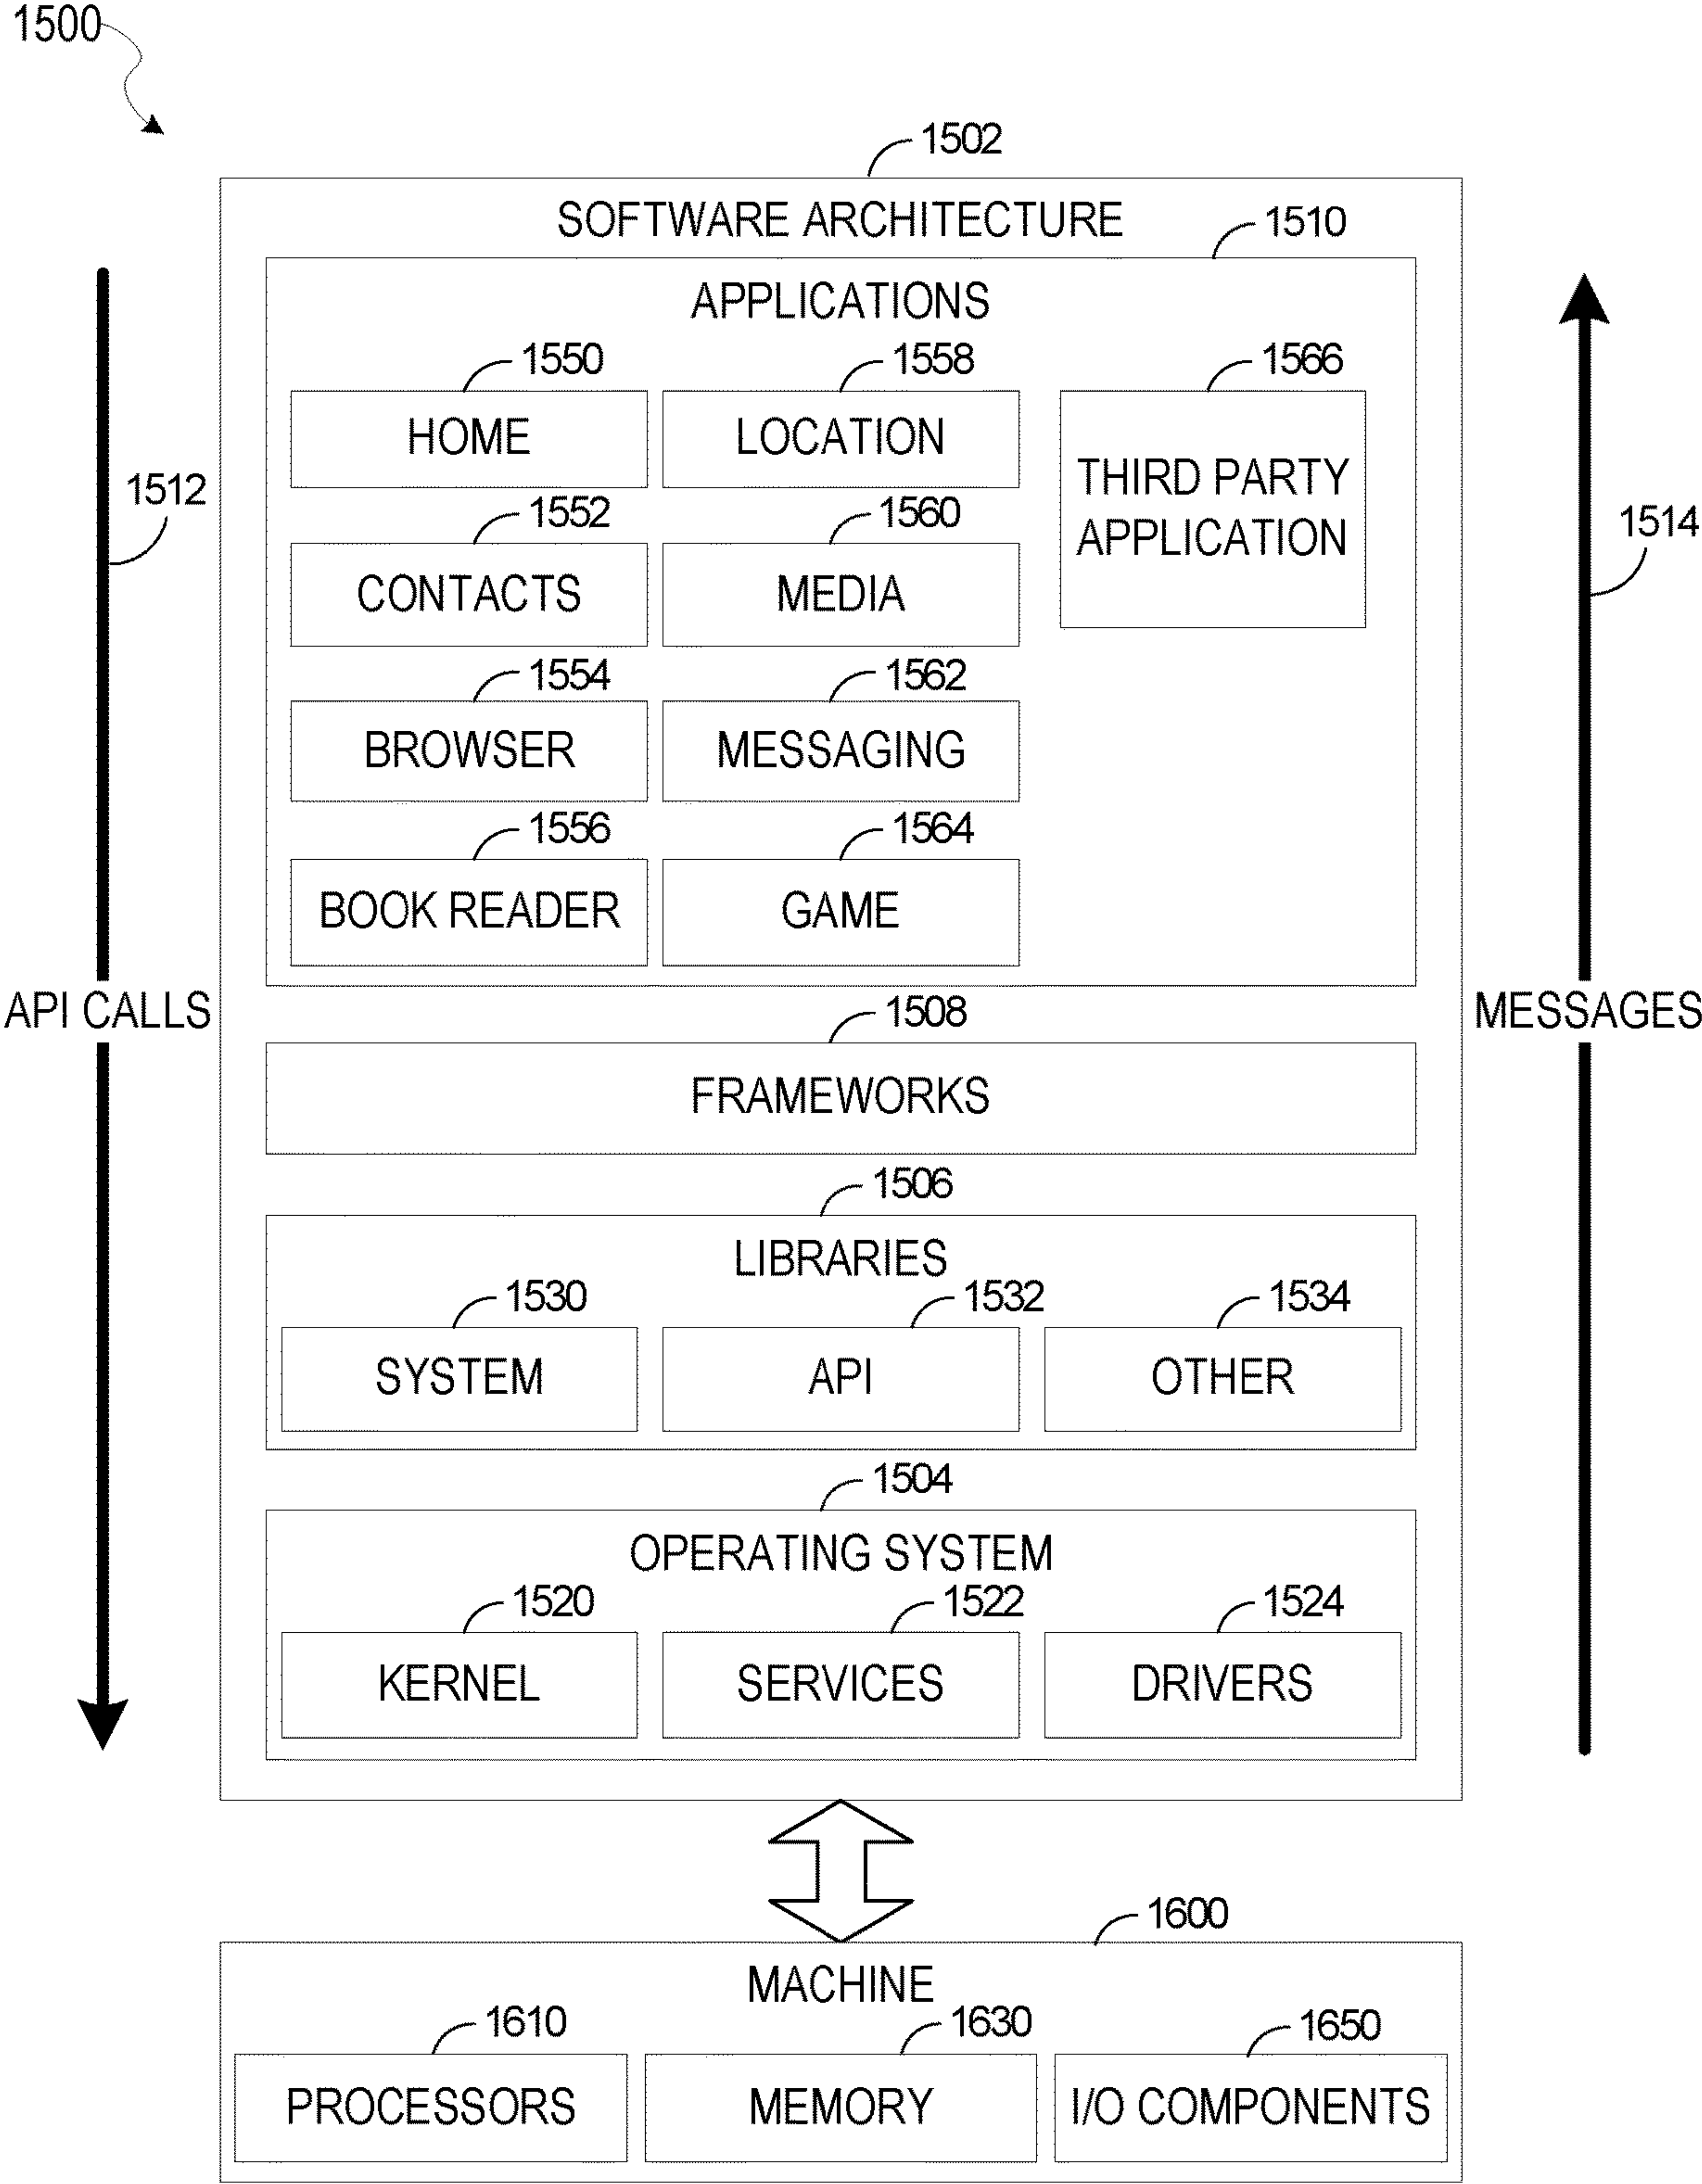 1500
1502
SOFTWARE ARCHITECTURE
1510
APPLICATIONS
1550
1558
1566
HOME
LOCATION
THIRD PARTY
APPLICATION
1512
1514
1552
1560
CONTACTS
MEDIA
1554
1562
BROWSER
MESSAGING
1556
1564
BOOK READER
GAME
API CALLS
MESSAGES
1508
FRAMEWORKS
1506
LIBRARIES
1530
1532
1534
SYSTEM
API
OTHER
1504
OPERATING SYSTEM
1520
1522
1524
KERNEL
SERVICES
DRIVERS
1600
MACHINE
1610
1630
1650
PROCESSORS
MEMORY
I/O COMPONENTS